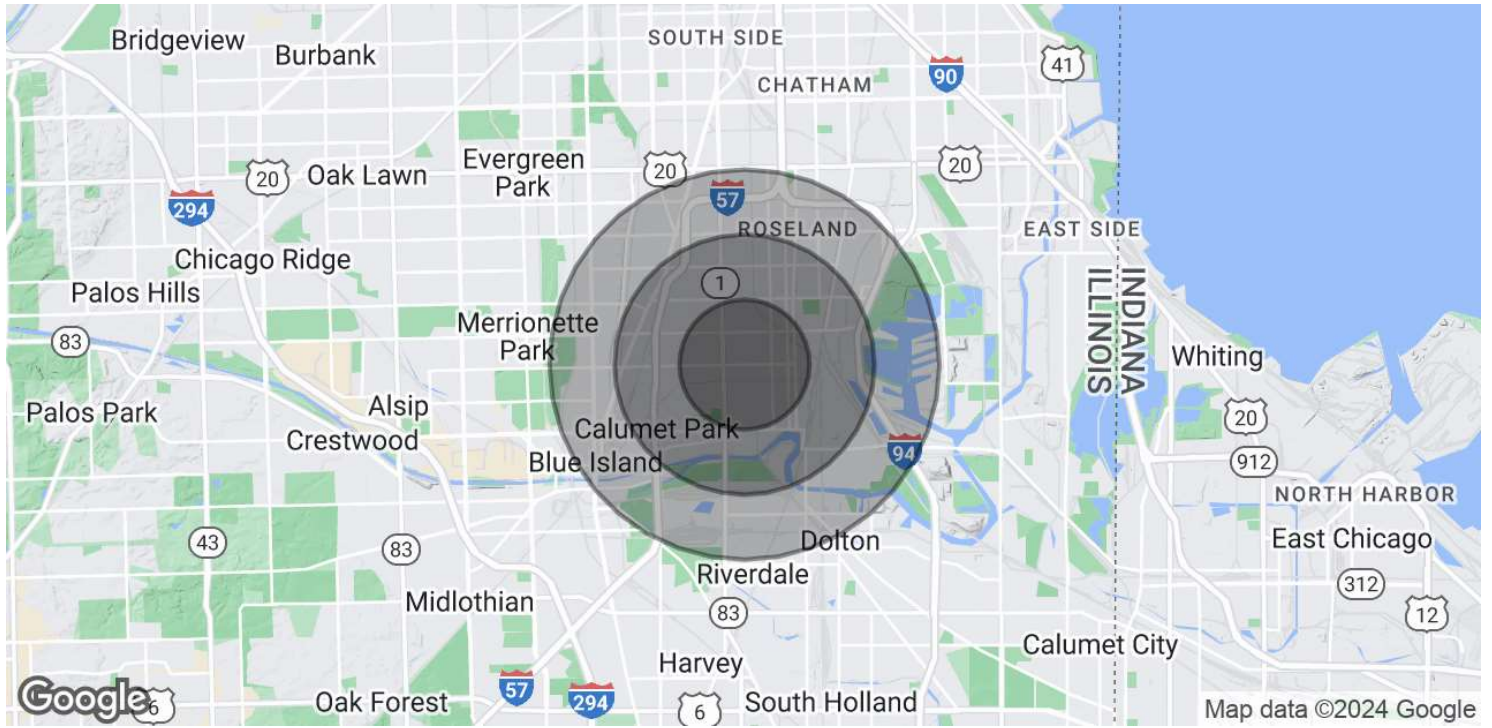 Bridgeview
Burbank
SOUTH SIDE
41
90
CHATHAM
Evergreen
Park
20
20
Oak Lawn
20
57
294
ROSELAND
EAST SIDE
Chicago Ridge
1
Palos Hills
INDIANA
ILLINOIS
Merrionette
Park
83
Whiting
Palos Park
Alsip
20
Crestwood
Calumet Park
Blue Island
94
912
NORTH HARBOR
43
83
Dolton
East Chicago
Riverdale
312
Midlothian
83
12
Calumet City
Harvey
57
294
Google
6
Oak Forest
6
South Holland
Map data ©2024 Google